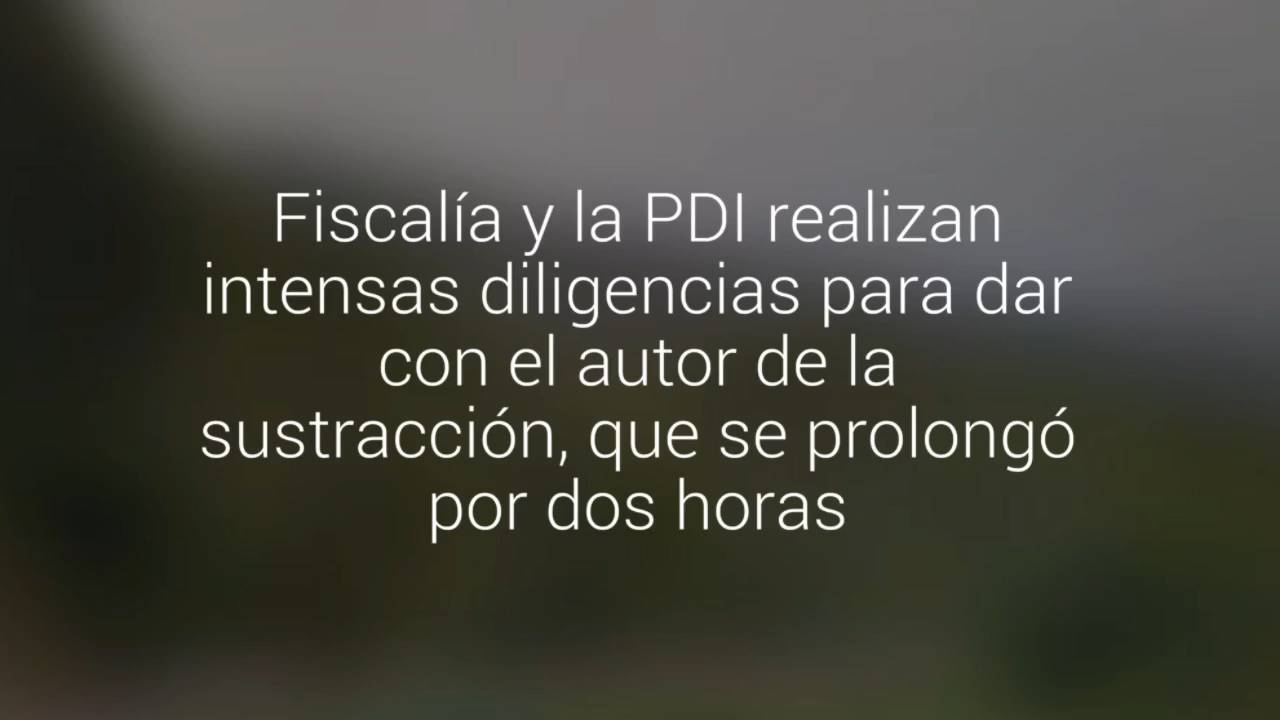 Fiscalía y la PDI realizan
intensas diligencias para dar
con el autor de la
sustracción, que se prolongó
por dos horas